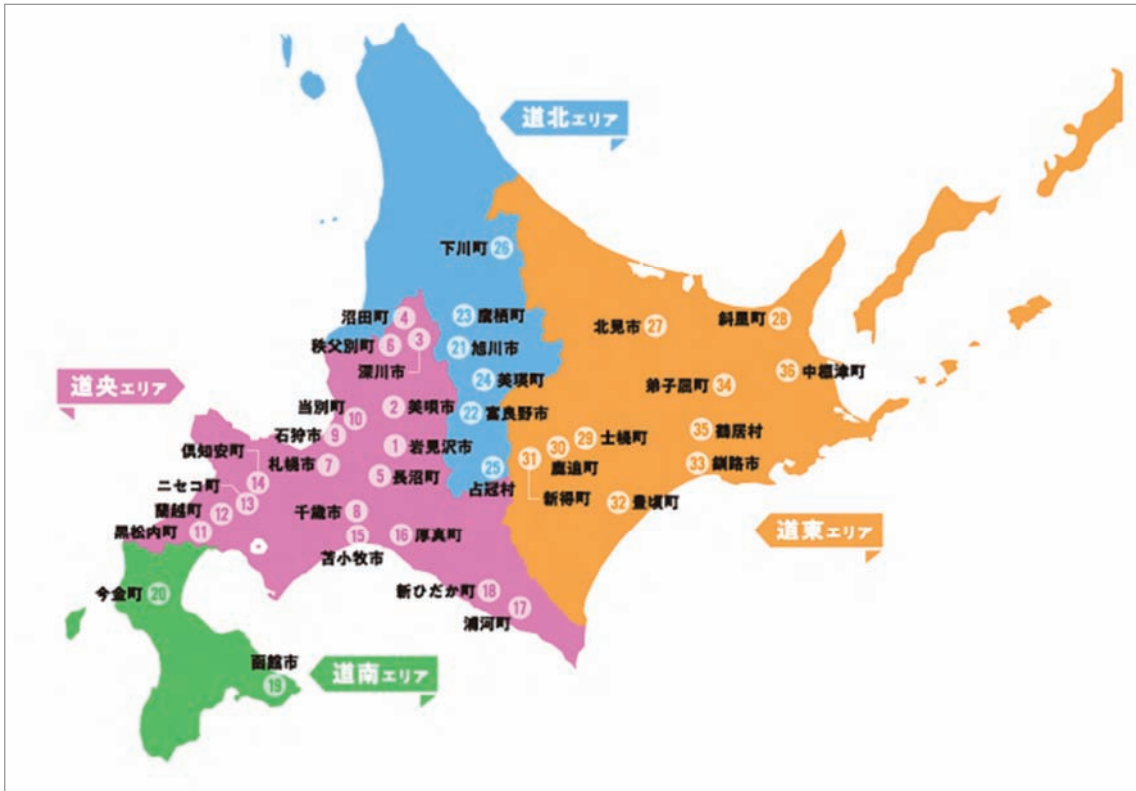 道北エリア
下川町 26
沼田町 4
23 鷹栖町
秩父別町 6
3
深川市
21 旭川市
24 美瑛町
22 富良野市
25
占冠村
北見市 27
斜里町 28
36 中標津町
弟子屈町 34
35 鶴居村
33 釧路市
29 士幌町
30
鹿追町
31
新得町
32 豊頃町
道東エリア
道央エリア
当別町
10
2 美唄市
石狩市 9
1 岩見沢市
札幌市 7
5 長沼町
倶知安町
14
ニセコ町
13
蘭越町 12
黒松内町 11
千歳市 8
15
苫小牧市
16 厚真町
新ひだか町 18
17
浦河町
今金町 20
函館市
19
道南エリア